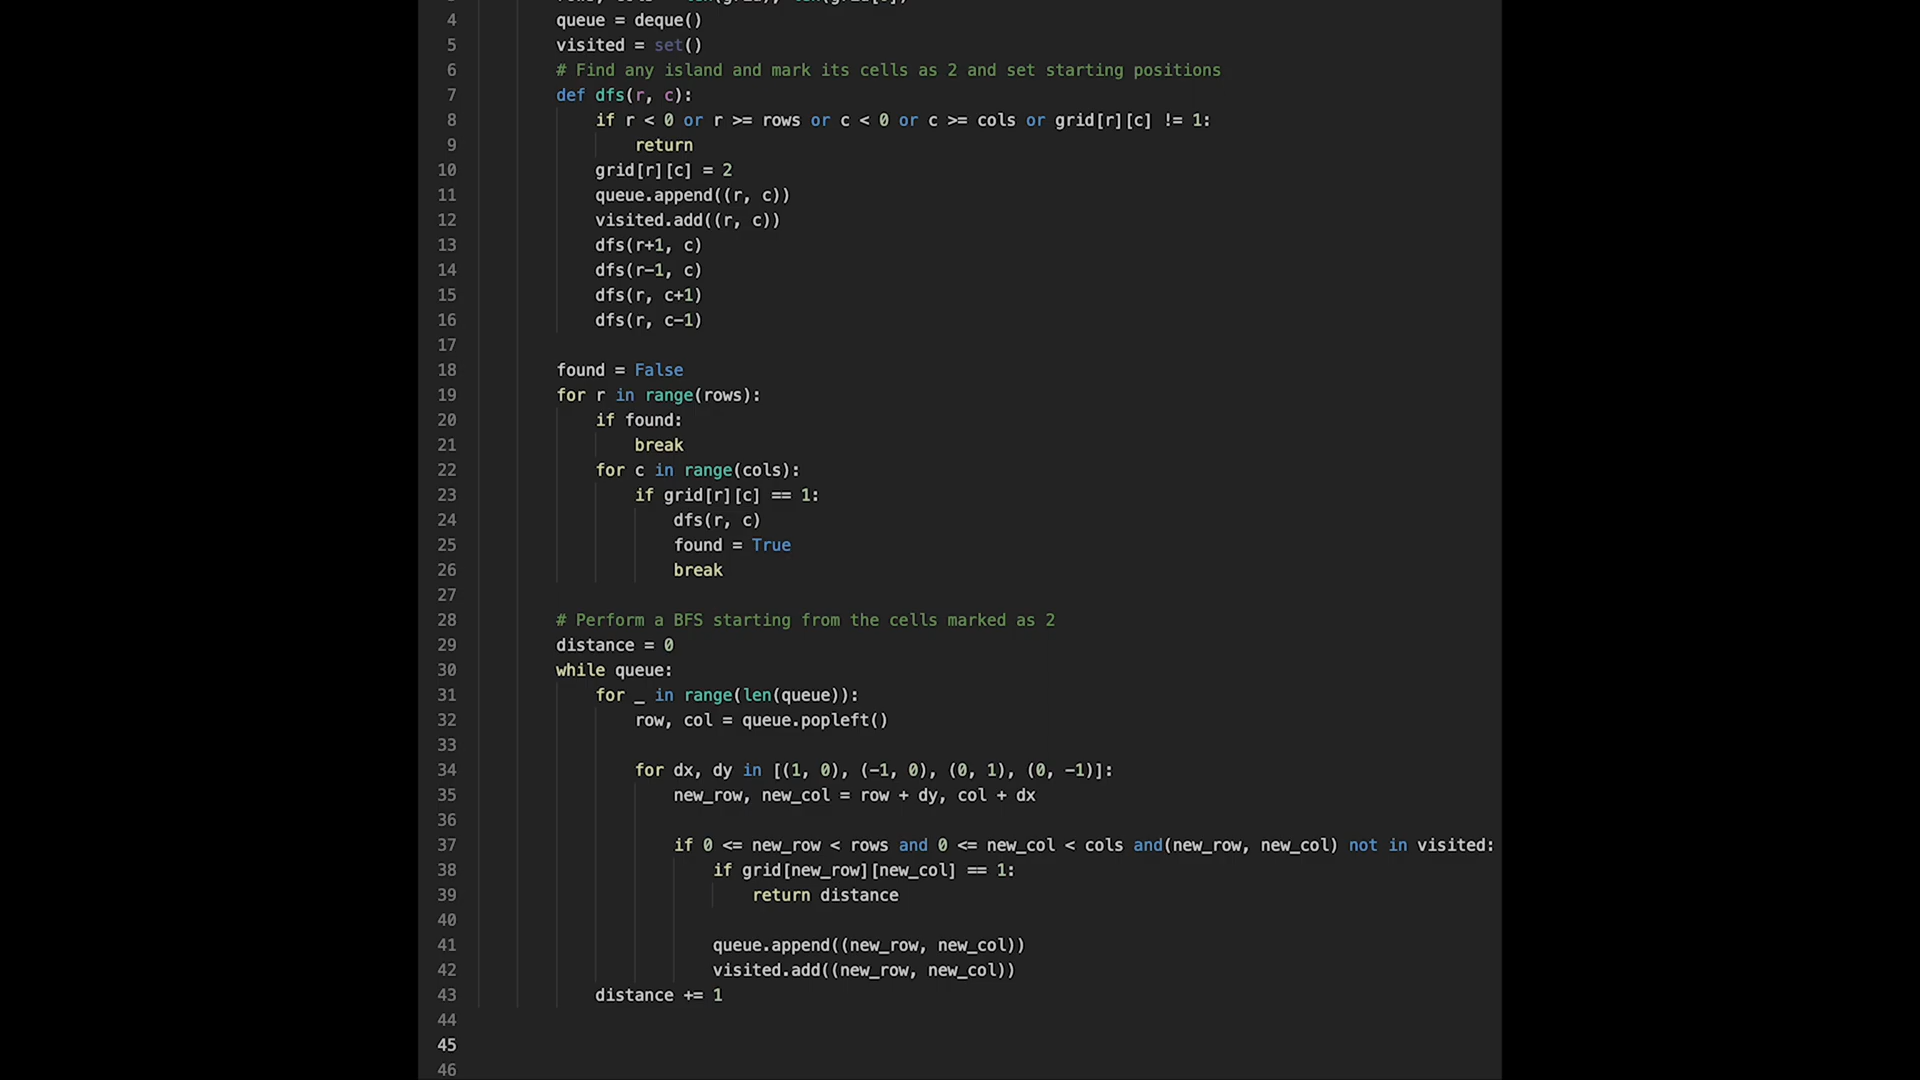 4 queue = deque()
5 visited = set()
6 # Find any island and mark its cells as 2 and set starting positions
7 def dfs(r, c):
8 if r < 0 or r >= rows or c < 0 or c >= cols or grid[r][c] != 1:
9 return
10 grid[r][c] = 2
11 queue.append((r, c))
12 visited.add((r, c))
13 dfs(r+1, c)
14 dfs(r-1, c)
15 dfs(r, c+1)
16 dfs(r, c-1)
17
18 found = False
19 for r in range(rows):
20 if found:
21 break
22 for c in range(cols):
23 if grid[r][c] == 1:
24 dfs(r, c)
25 found = True
26 break
27
28 # Perform a BFS starting from the cells marked as 2
29 distance = 0
30 while queue:
31 for _ in range(len(queue)):
32 row, col = queue.popleft()
33
34 for dx, dy in [(1, 0), (-1, 0), (0, 1), (0, -1)]:
35 new_row, new_col = row + dy, col + dx
36
37 if 0 <= new_row < rows and 0 <= new_col < cols and(new_row, new_col) not in visited:
38 if grid[new_row][new_col] == 1:
39 return distance
40
41 queue.append((new_row, new_col))
42 visited.add((new_row, new_col))
43 distance += 1
44
45
46